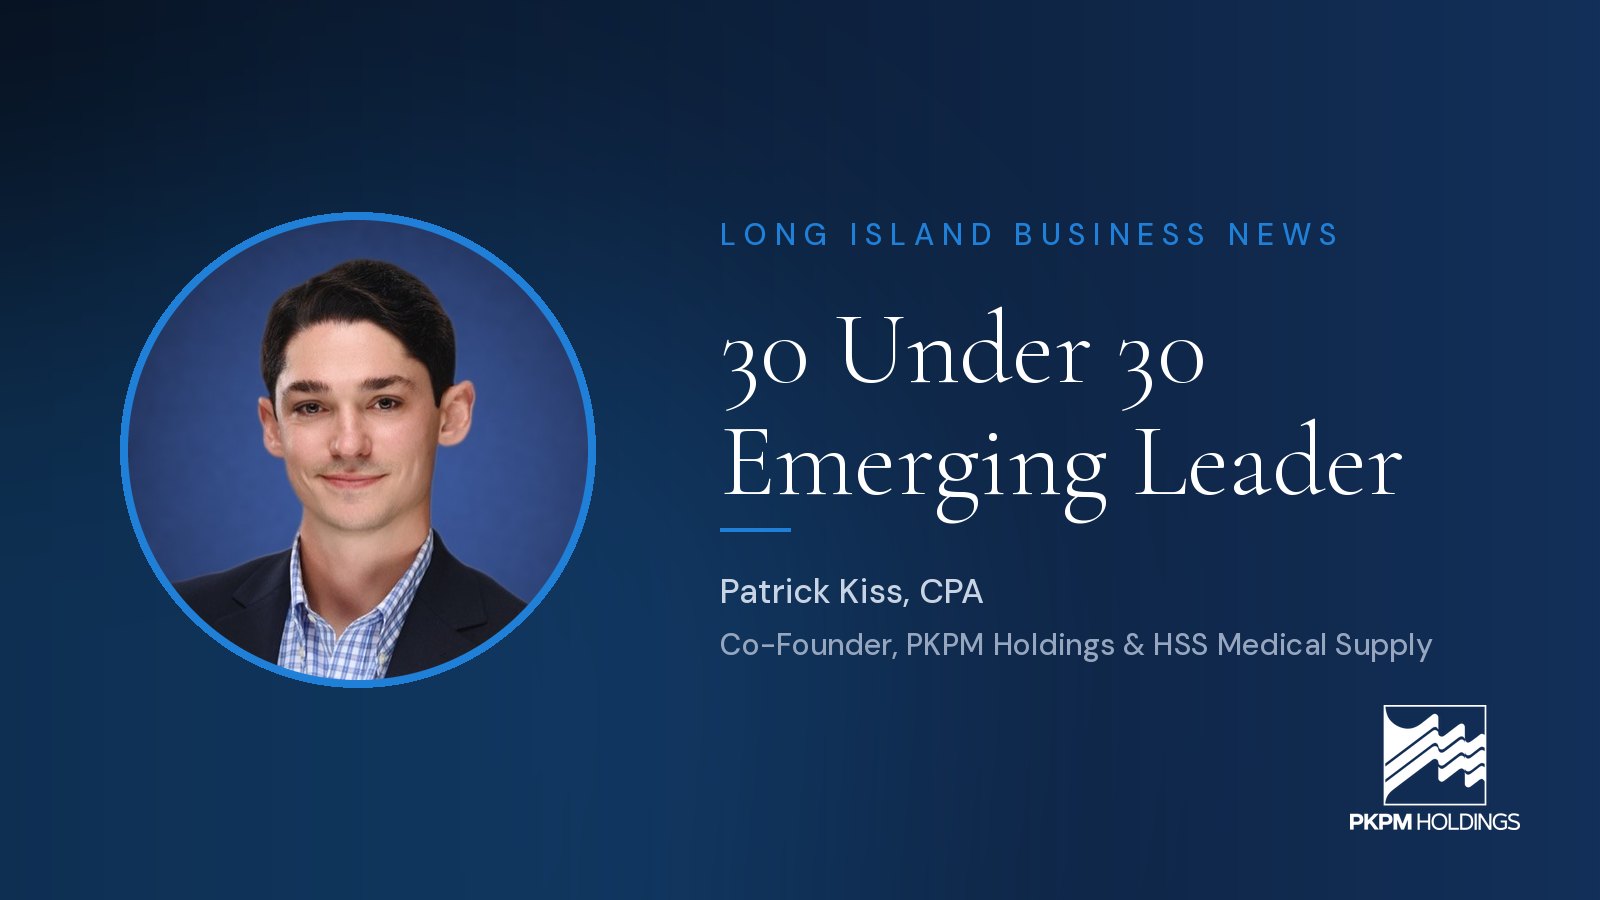 LONG ISLAND BUSINESS NEWS
30 Under 30
Emerging Leader
Patrick Kiss, CPA
Co-Founder, PKPM Holdings & HSS Medical Supply
PKPM HOLDINGS